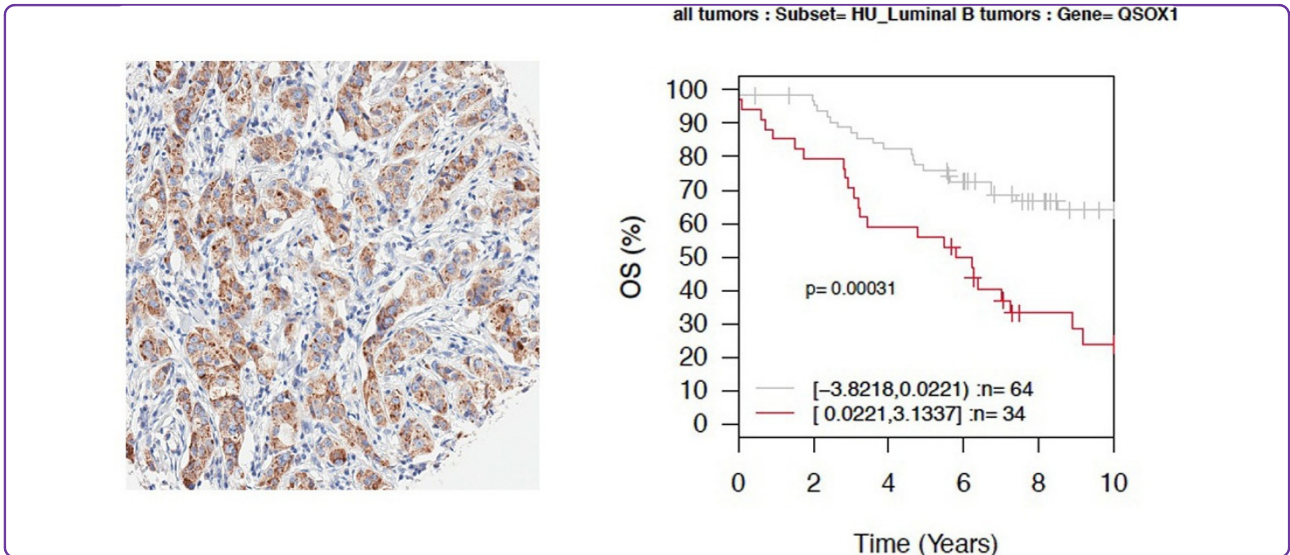 all tumors : Subset= HU_Luminal B tumors : Gene= QSOX1
100
90
80
70
60
50
40
30
20
10
0
OS (%)
p= 0.00031
[−3.8218,0.0221) :n= 64
[ 0.0221,3.1337] :n= 34
0 2 4 6 8 10
Time (Years)